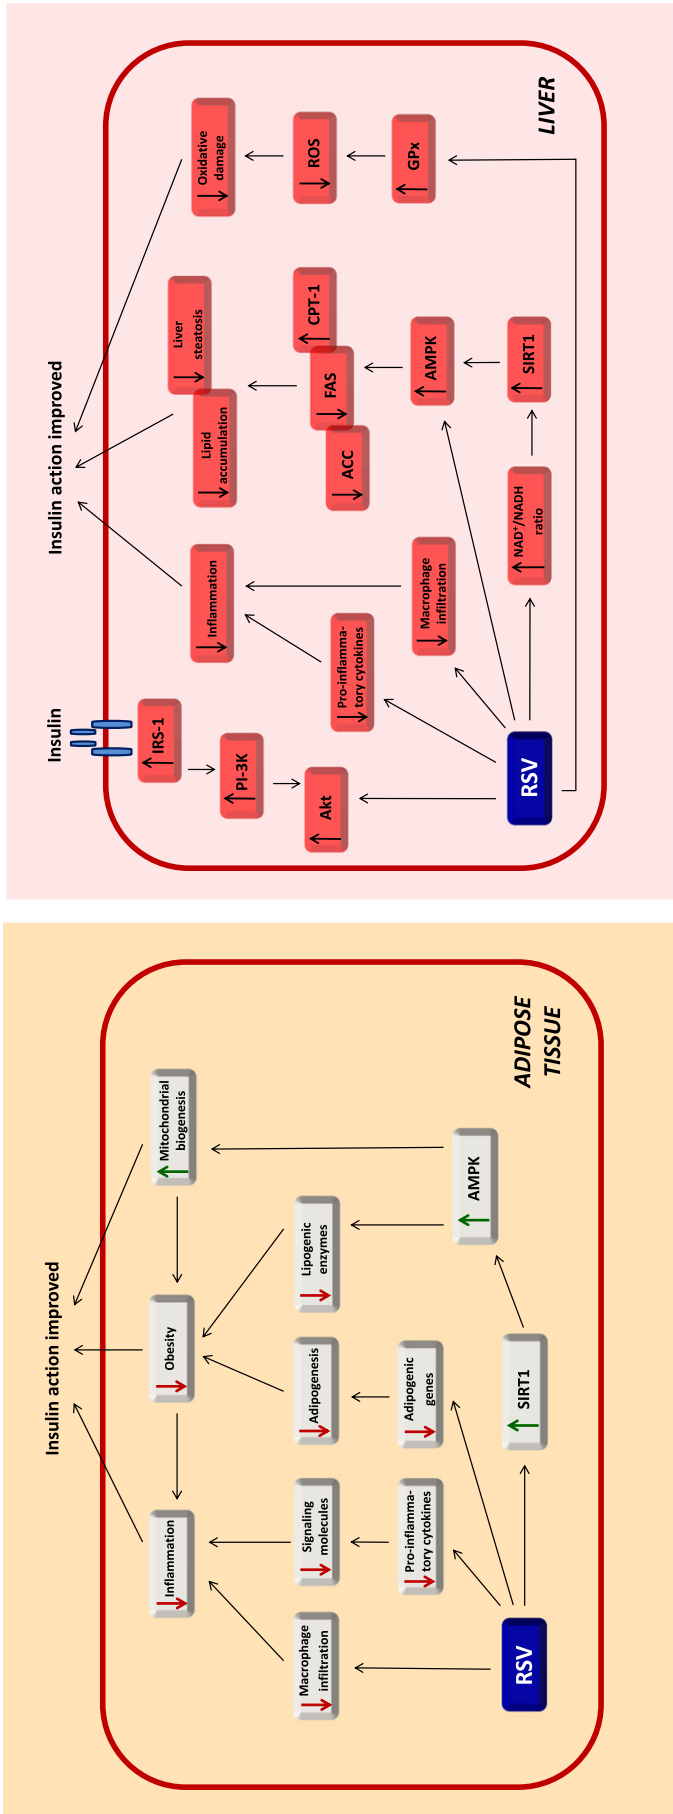 Insulin action improved
Mitochondrial
biogenesis
Obesity
Inflammation
Lipogenic
enzymes
Adipogenesis
Signaling
molecules
Macrophage
infiltration
AMPK
Adipogenic
genes
Pro-inflamma-
tory cytokines
SIRT1
RSV
ADIPOSE
TISSUE
Insulin
Insulin action improved
IRS-1
PI-3K
Akt
Inflammation
Pro-inflamma-
tory cytokines
Macrophage
infiltration
Liver
steatosis
Lipid
accumulation
CPT-1
FAS
ACC
AMPK
SIRT1
NAD⁺/NADH
ratio
Oxidative
damage
ROS
GPx
RSV
LIVER